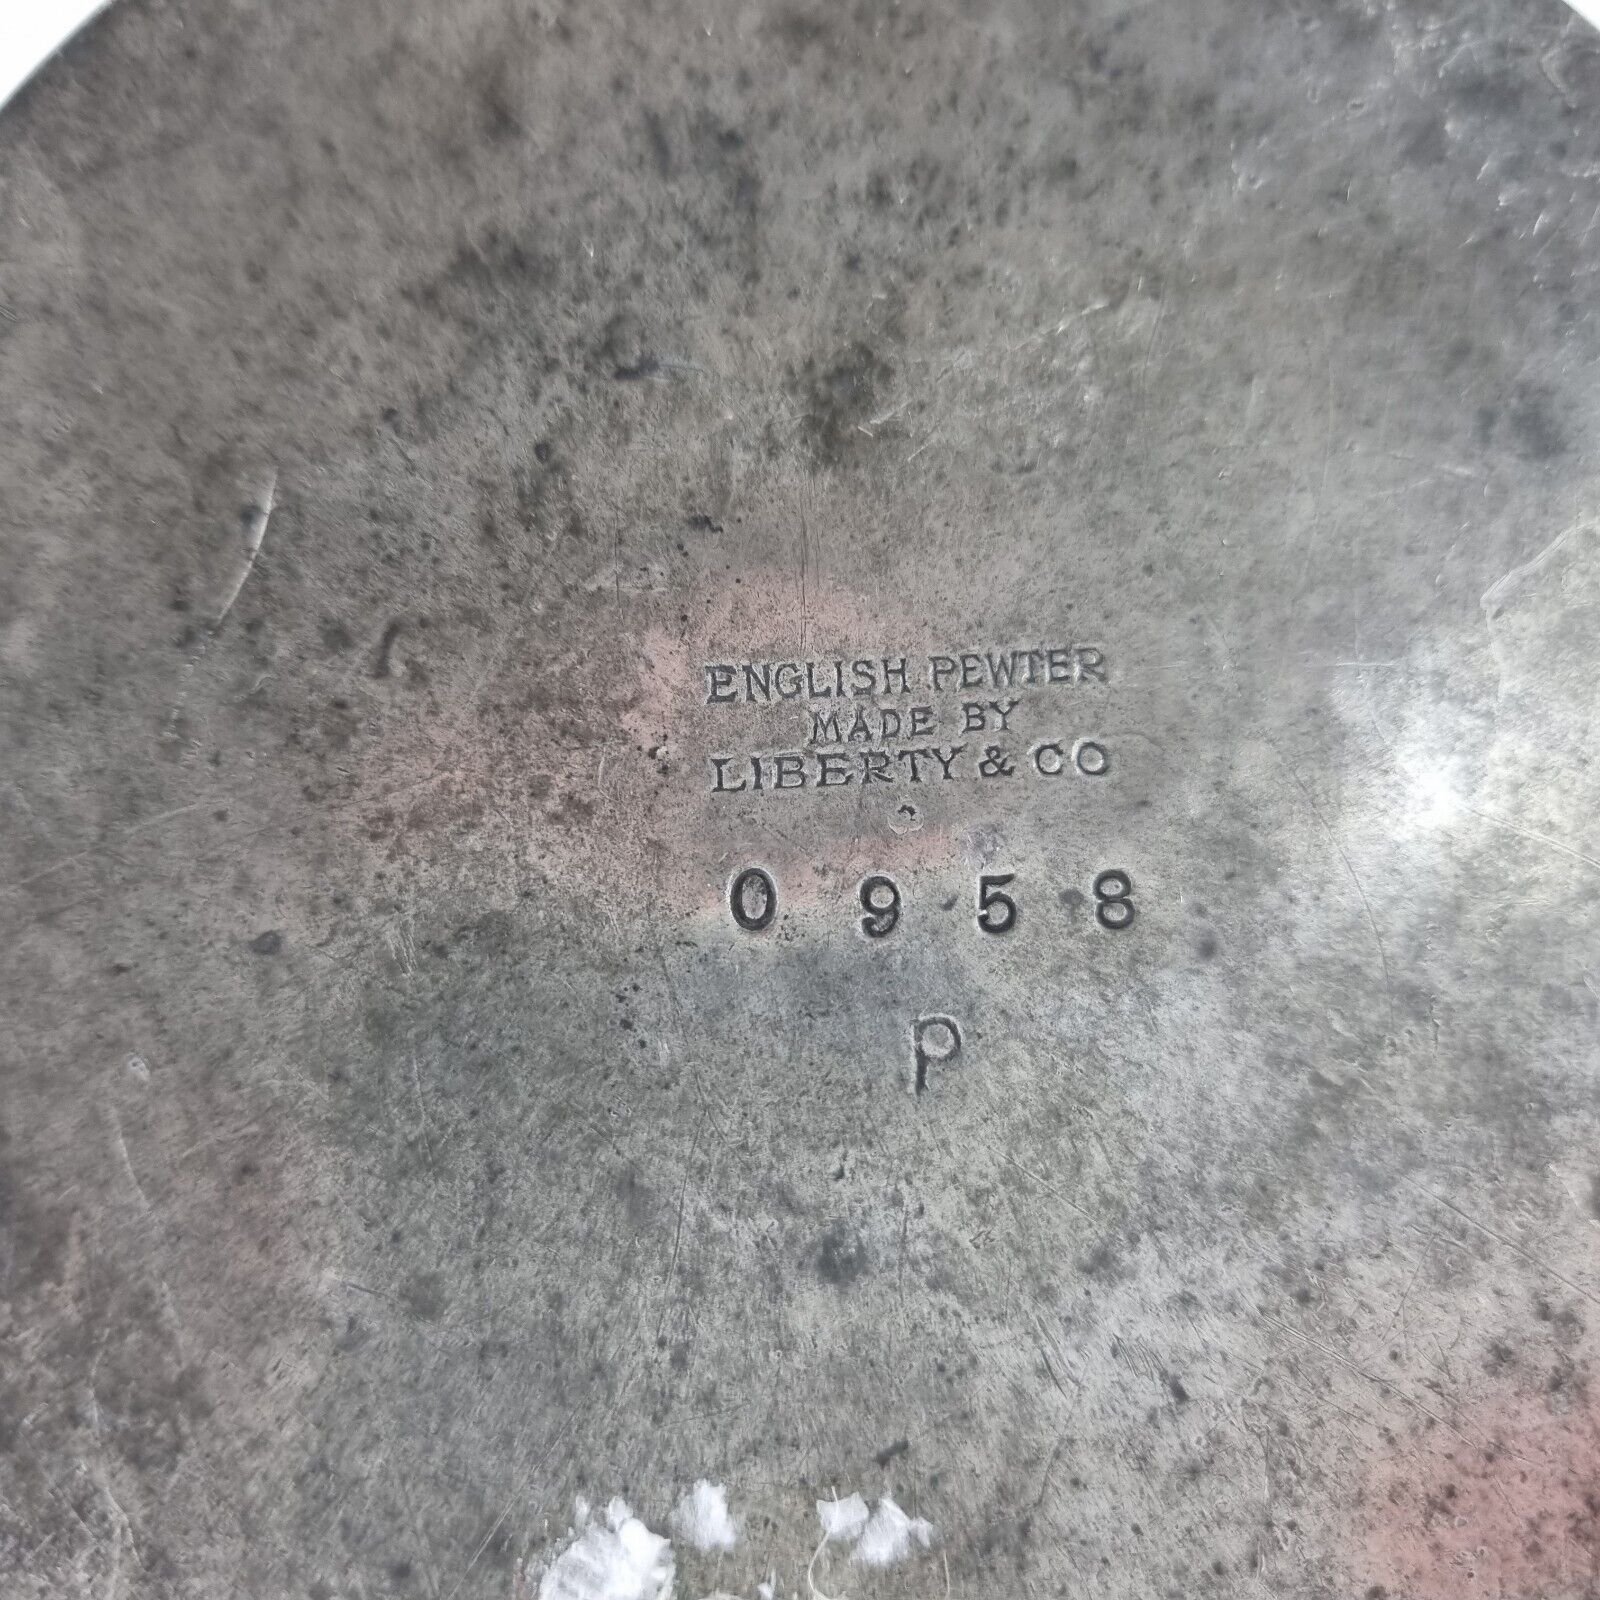 ENGLISH PEWTER
MADE BY
LIBERTY & CO
0958
P